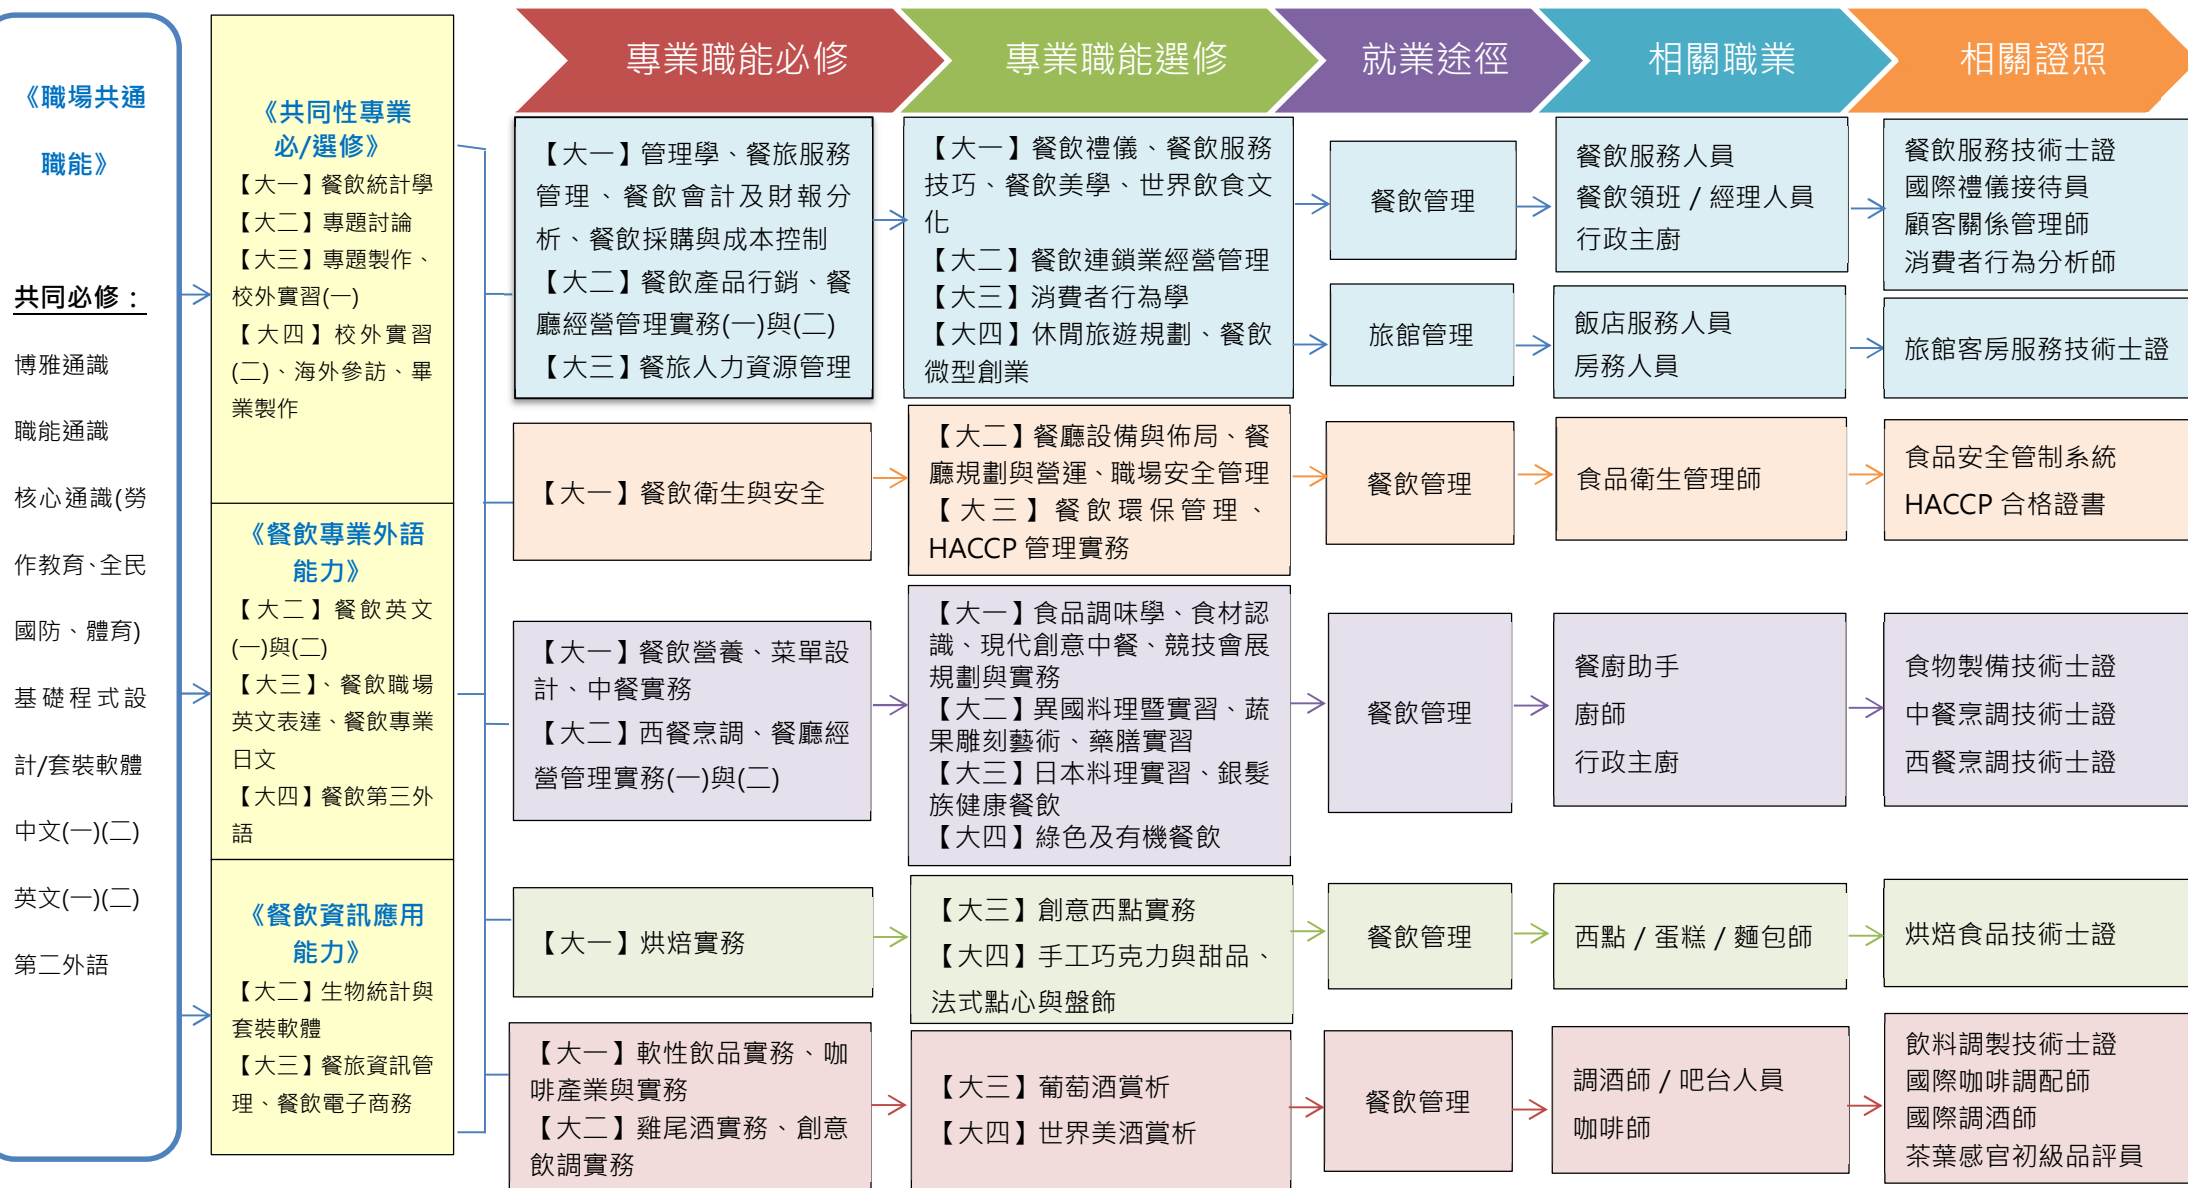 《職場共通
職能》
共同必修：
博雅通識
職能通識
核心通識(勞
作教育、全民
國防、體育)
基礎程式設
計/套裝軟體
中文(一)(二)
英文(一)(二)
第二外語
《共同性專業
必/選修》
【大一】餐飲統計學
【大二】專題討論
【大三】專題製作、
校外實習(一)
【大四】校外實習
(二)、海外參訪、畢
業製作
《餐飲專業外語
能力》
【大二】餐飲英文
(一)與(二)
【大三】、餐飲職場
英文表達、餐飲專業
日文
【大四】餐飲第三外
語
《餐飲資訊應用
能力》
【大二】生物統計與
套裝軟體
【大三】餐旅資訊管
理、餐飲電子商務
專業職能必修
專業職能選修
就業途徑
相關職業
相關證照
【大一】管理學、餐旅服務
管理、餐飲會計及財報分
析、餐飲採購與成本控制
【大二】餐飲產品行銷、餐
廳經營管理實務(一)與(二)
【大三】餐旅人力資源管理
【大一】餐飲禮儀、餐飲服務
技巧、餐飲美學、世界飲食文
化
【大二】餐飲連鎖業經營管理
【大三】消費者行為學
【大四】休閒旅遊規劃、餐飲
微型創業
餐飲管理
餐飲服務人員
餐飲領班 / 經理人員
行政主廚
餐飲服務技術士證
國際禮儀接待員
顧客關係管理師
消費者行為分析師
旅館管理
飯店服務人員
房務人員
旅館客房服務技術士證
【大一】餐飲衛生與安全
【大二】餐廳設備與佈局、餐
廳規劃與營運、職場安全管理
【大三】餐飲環保管理、
HACCP 管理實務
餐飲管理
食品衛生管理師
食品安全管制系統
HACCP 合格證書
【大一】餐飲營養、菜單設
計、中餐實務
【大二】西餐烹調、餐廳經
營管理實務(一)與(二)
【大一】食品調味學、食材認
識、現代創意中餐、競技會展
規劃與實務
【大二】異國料理暨實習、蔬
果雕刻藝術、藥膳實習
【大三】日本料理實習、銀髮
族健康餐飲
【大四】綠色及有機餐飲
餐飲管理
餐廚助手
廚師
行政主廚
食物製備技術士證
中餐烹調技術士證
西餐烹調技術士證
【大一】烘焙實務
【大三】創意西點實務
【大四】手工巧克力與甜品、
法式點心與盤飾
餐飲管理
西點 / 蛋糕 / 麵包師
烘焙食品技術士證
【大一】軟性飲品實務、咖
啡產業與實務
【大二】雞尾酒實務、創意
飲調實務
【大三】葡萄酒賞析
【大四】世界美酒賞析
餐飲管理
調酒師 / 吧台人員
咖啡師
飲料調製技術士證
國際咖啡調配師
國際調酒師
茶葉感官初級品評員